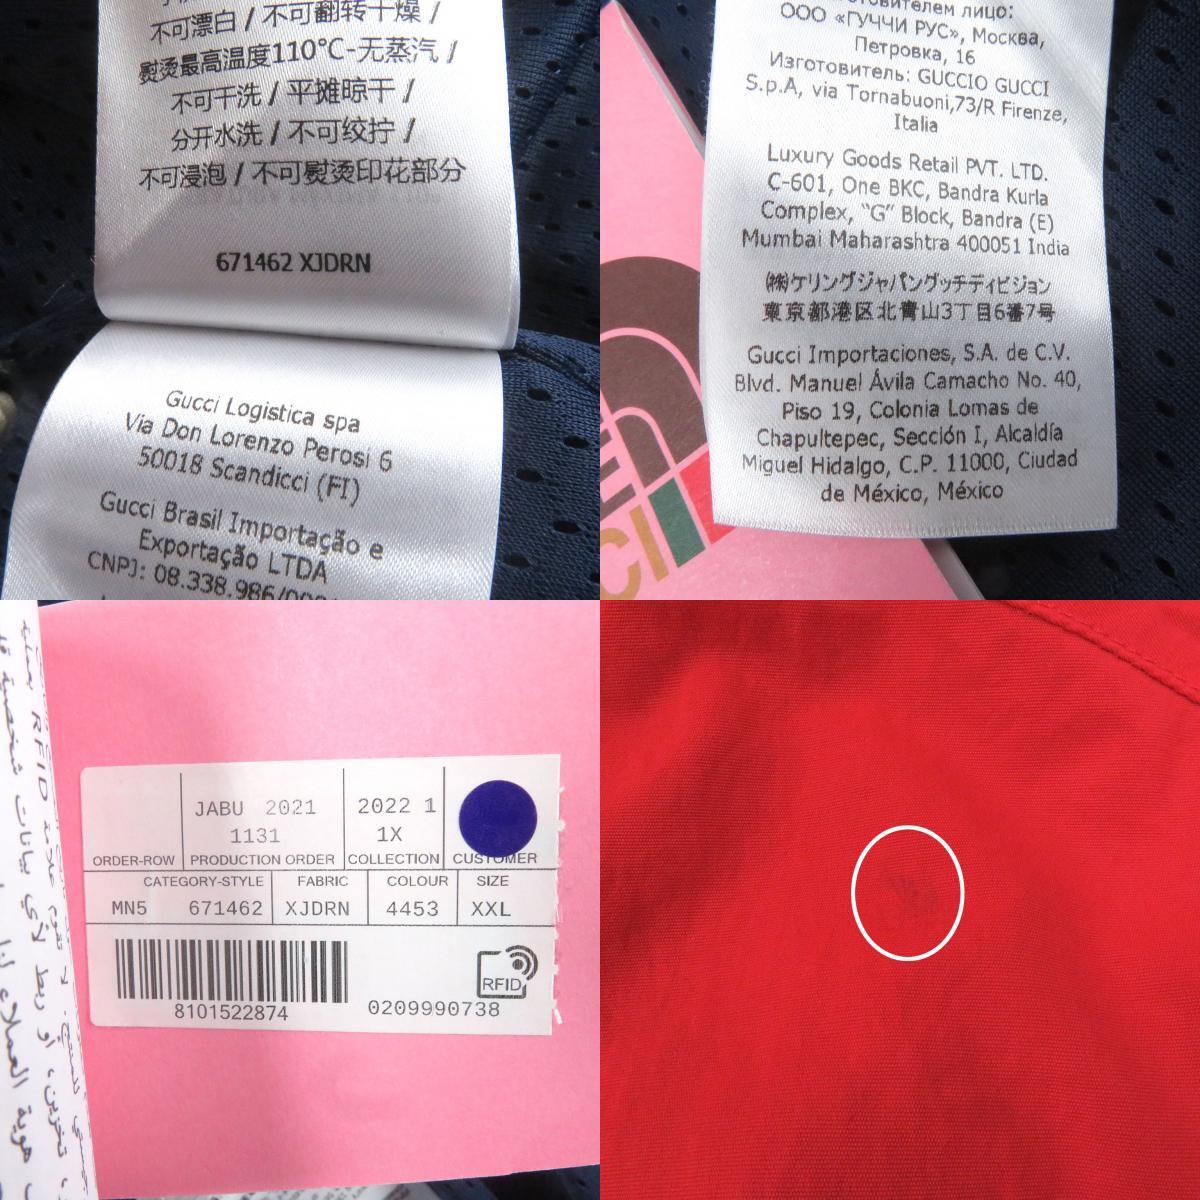 不可漂白 / 不可翻转干燥 /
熨烫最高温度110℃-无蒸汽 /
不可干洗 / 平摊晾干 /
分开水洗 / 不可绞拧 /
不可浸泡 / 不可熨烫印花部分
671462 XJDRN
Gucci Logistica spa
Via Don Lorenzo Perosi 6
50018 Scandicci (FI)
Gucci Brasil Importação e
Exportação LTDA
CNPJ: 08.338.986/000
лицо:
ООО «ГУЧЧИ РУС», Москва,
Петровка, 16
Изготовитель: GUCCIO GUCCI
S.p.A, via Tornabuoni,73/R Firenze,
Italia
Luxury Goods Retail PVT. LTD.
C-601, One BKC, Bandra Kurla
Complex, "G" Block, Bandra (E)
Mumbai Maharashtra 400051 India
㈱ケリングジャパングッチディビジョン
東京都港区北青山3丁目6番7号
Gucci Importaciones, S.A. de C.V.
Blvd. Manuel Ávila Camacho No. 40,
Piso 19, Colonia Lomas de
Chapultepec, Sección I, Alcaldía
Miguel Hidalgo, C.P. 11000, Ciudad
de México, México
JABU 2021 2022 1
1131 1X
ORDER-ROW PRODUCTION ORDER COLLECTION CUSTOMER
CATEGORY-STYLE FABRIC COLOUR SIZE
MN5 671462 XJDRN 4453 XXL
RFID
8101522874 0209990738